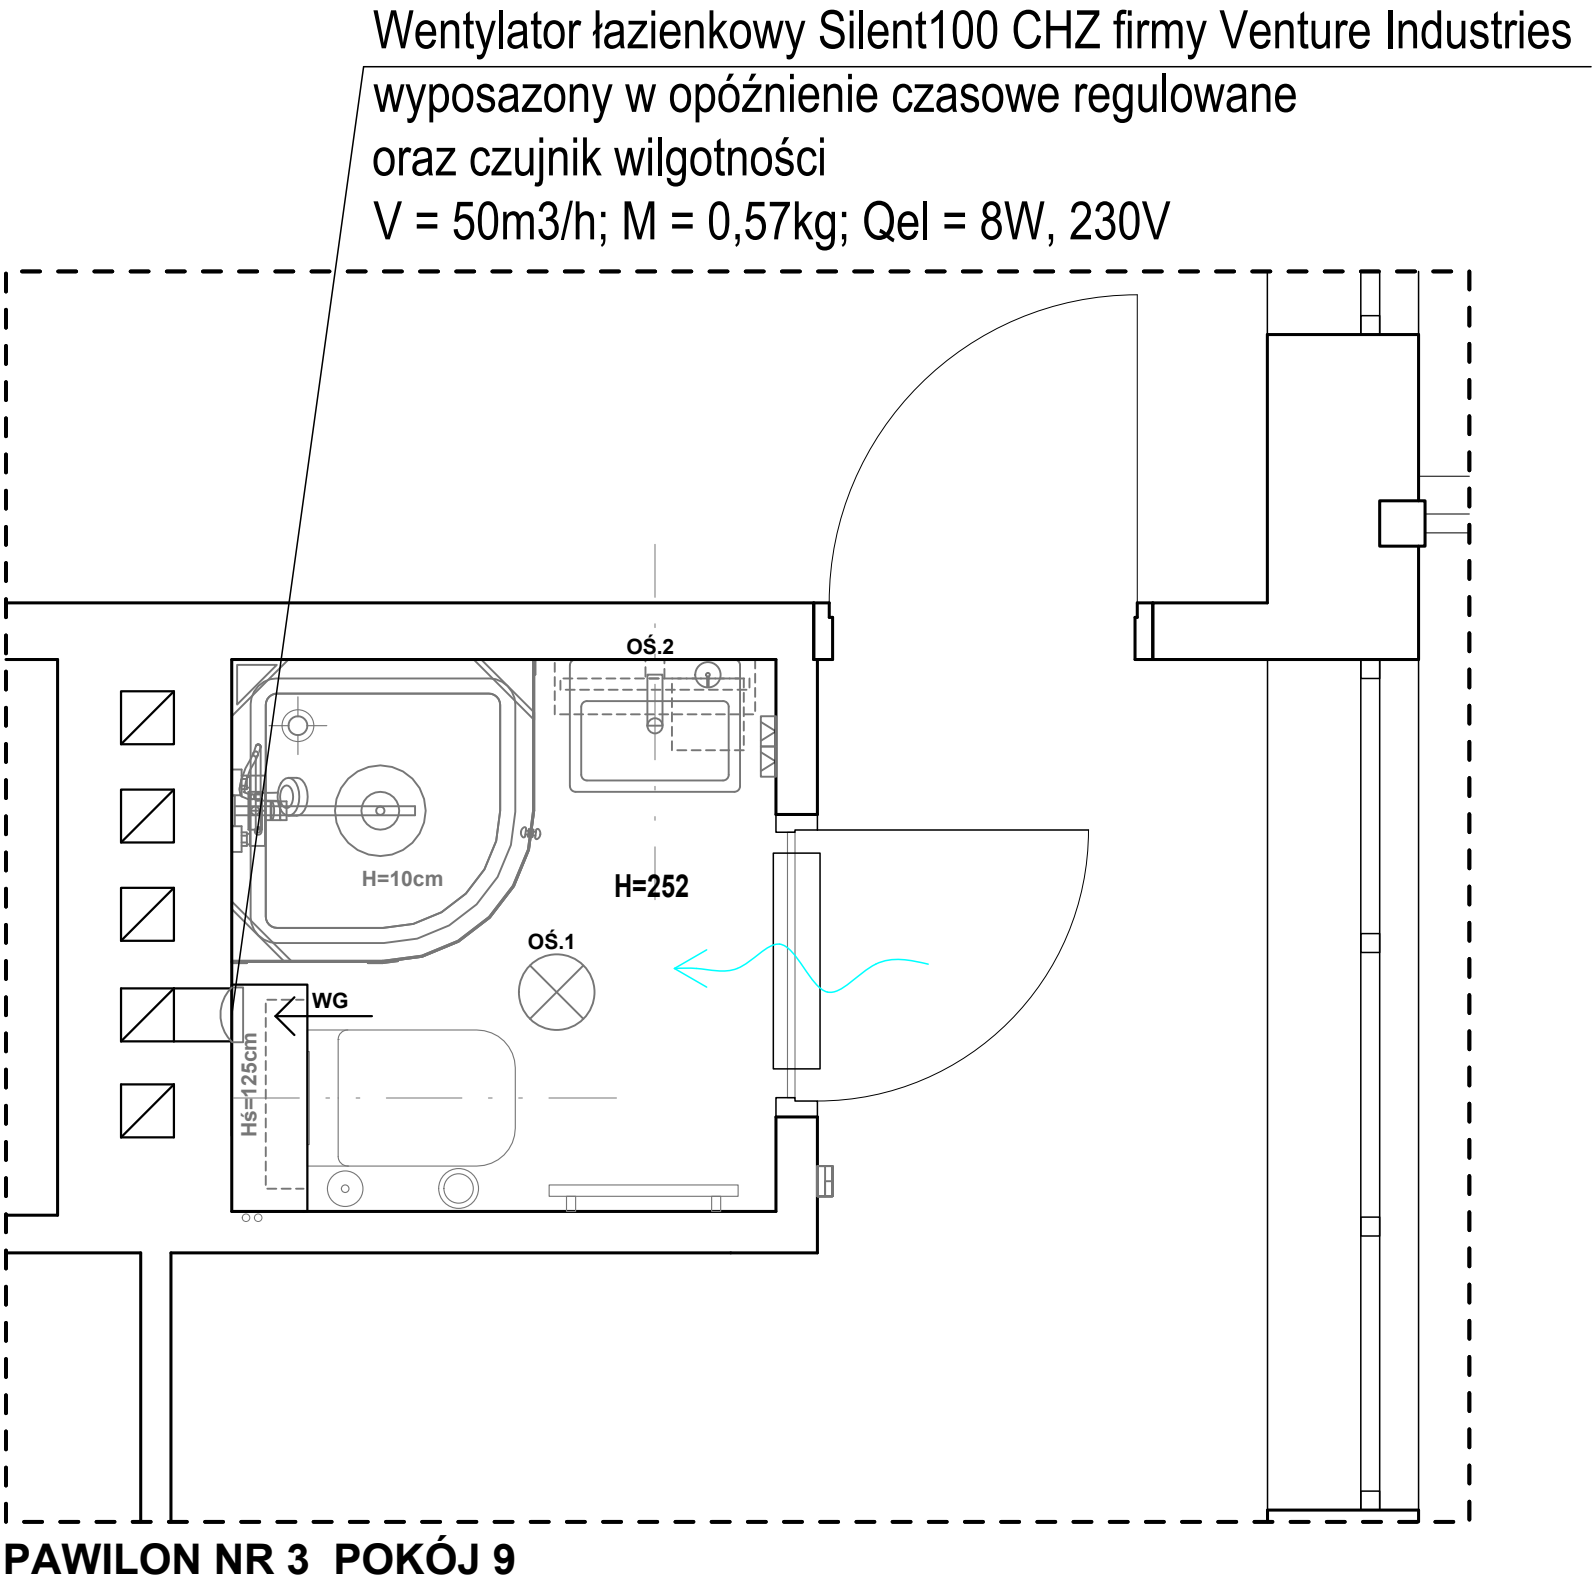 Wentylator łazienkowy Silent100 CHZ firmy Venture Industries
wyposazony w opóźnienie czasowe regulowane
oraz czujnik wilgotności
V = 50m3/h; M = 0,57kg; Qel = 8W, 230V
OŚ.2
H=10cm
H=252
OŚ.1
WG
Hś=125cm
PAWILON NR 3 POKÓJ 9